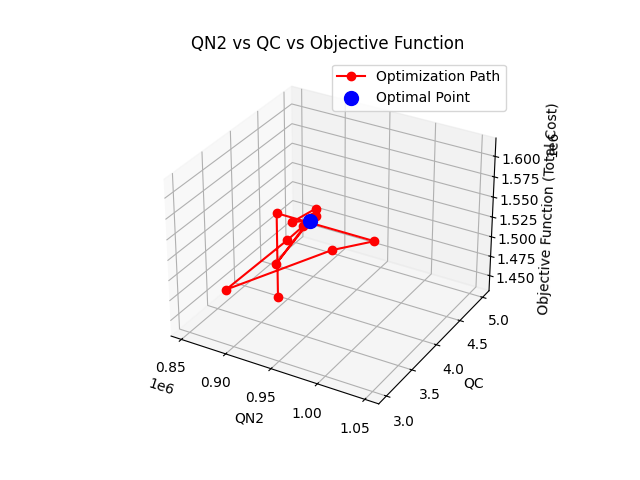 QN2 vs QC vs Objective Function
Optimization Path
Optimal Point
1e6
Objective Function (Total Cost)
1.600
1.575
1.550
1.525
1.500
1.475
1.450
5.0
4.5
4.0
3.5
3.0
QC
0.85
0.90
0.95
1.00
1.05
1e6
QN2